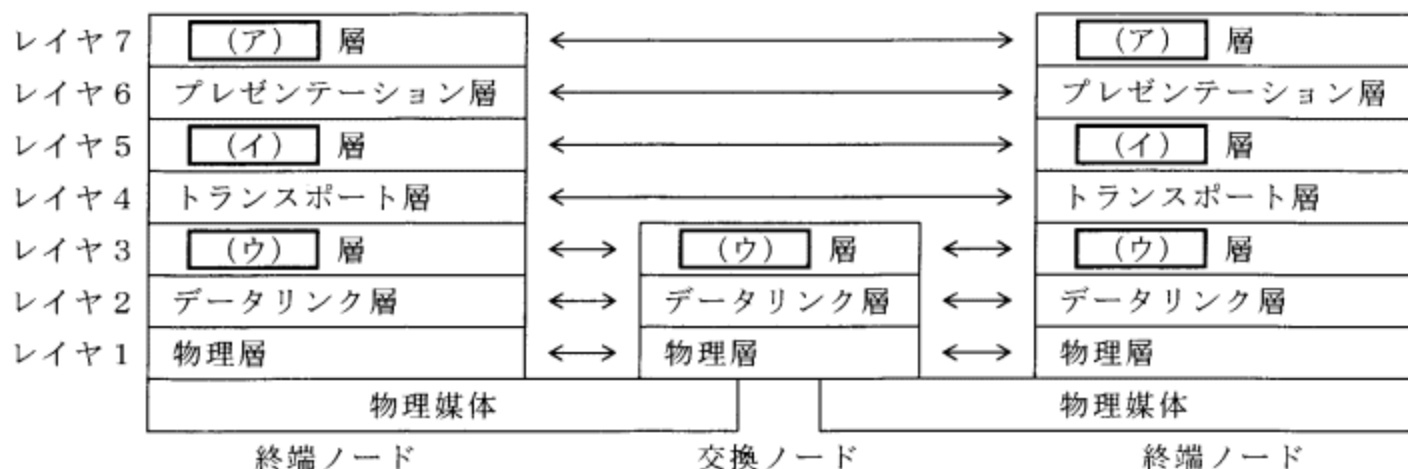 レイヤ7 (ア) 層 (ア) 層
レイヤ6 プレゼンテーション層 プレゼンテーション層
レイヤ5 (イ) 層 (イ) 層
レイヤ4 トランスポート層 トランスポート層
レイヤ3 (ウ) 層 (ウ) 層 (ウ) 層
レイヤ2 データリンク層 データリンク層 データリンク層
レイヤ1 物理層 物理層 物理層
物理媒体 物理媒体
終端ノード 交換ノード 終端ノード